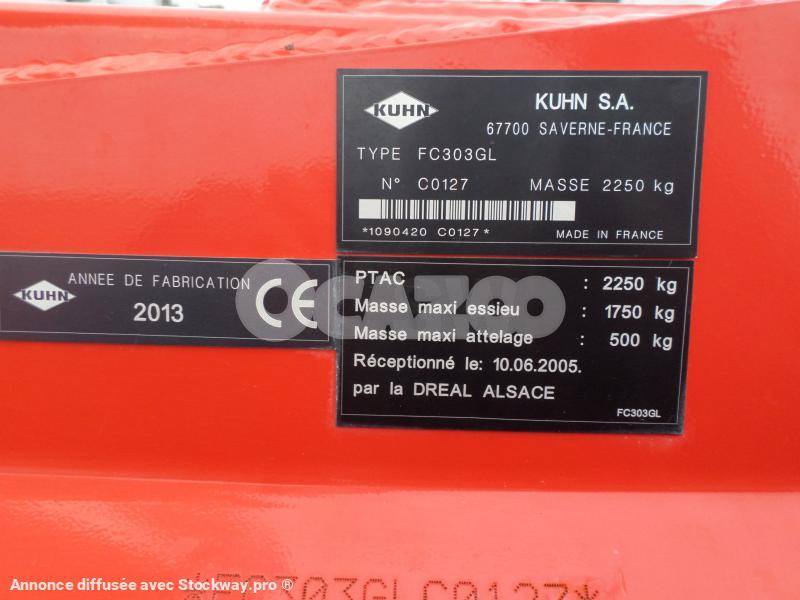 KUHN
KUHN S.A.
67700 SAVERNE-FRANCE
TYPE FC303GL
N° C0127 MASSE 2250 kg
*1090420 C0127*
MADE IN FRANCE
KUHN
ANNEE DE FABRICATION
2013
CE
PTAC : 2250 kg
Masse maxi essieu : 1750 kg
Masse maxi attelage : 500 kg
Réceptionné le: 10.06.2005.
par la DREAL ALSACE
FC303GL
*FC303GLC0127*
Annonce diffusée avec Stockway.pro ®